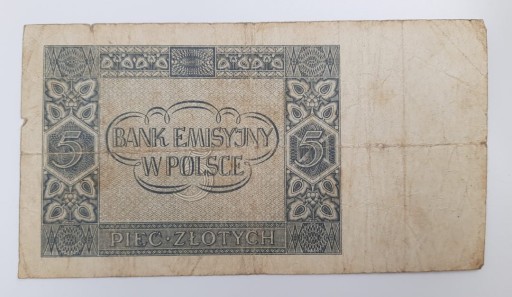 5 BANK EMISYJNY 5
W POLSCE
PIĘĆ·ZŁOTYCH